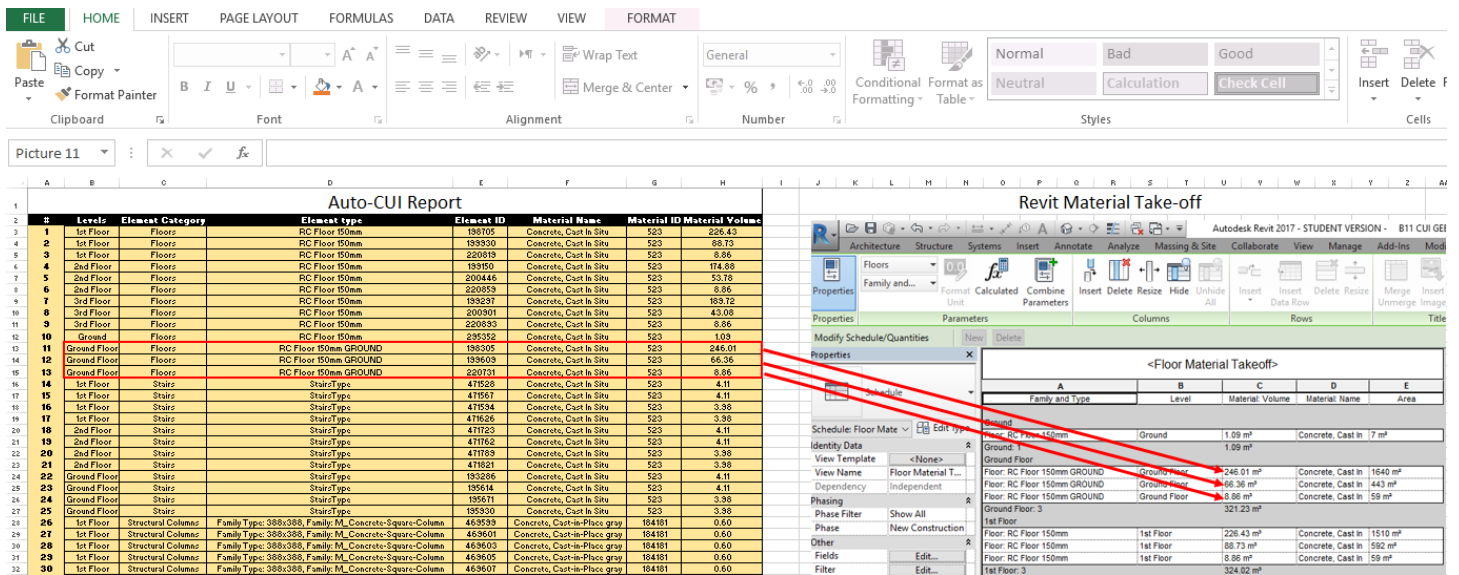 FILE HOME INSERT PAGE LAYOUT FORMULAS DATA REVIEW VIEW FORMAT
Paste
Cut
Copy
Format Painter
Clipboard
B I U
Font
Wrap Text
Merge & Center
Alignment
General
Number
Conditional Formatting
Format as Table
Normal Bad Good
Neutral Calculation Check Cell
Styles
Insert Delete
Cells
Picture 11 fx
A B C D E F G H I J K L M N O P Q R S T U V W X Y Z
Auto-CUI Report
# Levels Element Category Element type Element ID Material Name Material ID Material Volume
1 1st Floor Floors RC Floor 150mm 198705 Concrete, Cast In Situ 523 226.43
2 1st Floor Floors RC Floor 150mm 199930 Concrete, Cast In Situ 523 88.73
3 1st Floor Floors RC Floor 150mm 220819 Concrete, Cast In Situ 523 8.86
4 2nd Floor Floors RC Floor 150mm 199150 Concrete, Cast In Situ 523 174.88
5 2nd Floor Floors RC Floor 150mm 200446 Concrete, Cast In Situ 523 53.78
6 2nd Floor Floors RC Floor 150mm 220859 Concrete, Cast In Situ 523 8.86
7 3rd Floor Floors RC Floor 150mm 199297 Concrete, Cast In Situ 523 189.72
8 3rd Floor Floors RC Floor 150mm 200901 Concrete, Cast In Situ 523 43.08
9 3rd Floor Floors RC Floor 150mm 220893 Concrete, Cast In Situ 523 8.86
10 Ground Floors RC Floor 150mm 295352 Concrete, Cast In Situ 523 1.09
11 Ground Floor Floors RC Floor 150mm GROUND 198305 Concrete, Cast In Situ 523 246.01
12 Ground Floor Floors RC Floor 150mm GROUND 199609 Concrete, Cast In Situ 523 66.36
13 Ground Floor Floors RC Floor 150mm GROUND 220731 Concrete, Cast In Situ 523 8.86
14 1st Floor Stairs StairsType 471528 Concrete, Cast In Situ 523 4.11
15 1st Floor Stairs StairsType 471567 Concrete, Cast In Situ 523 4.11
16 1st Floor Stairs StairsType 471594 Concrete, Cast In Situ 523 3.98
17 1st Floor Stairs StairsType 471626 Concrete, Cast In Situ 523 3.98
18 2nd Floor Stairs StairsType 471723 Concrete, Cast In Situ 523 4.11
19 2nd Floor Stairs StairsType 471762 Concrete, Cast In Situ 523 4.11
20 2nd Floor Stairs StairsType 471789 Concrete, Cast In Situ 523 3.98
21 2nd Floor Stairs StairsType 471821 Concrete, Cast In Situ 523 3.98
22 Ground Floor Stairs StairsType 193286 Concrete, Cast In Situ 523 4.11
23 Ground Floor Stairs StairsType 195614 Concrete, Cast In Situ 523 4.11
24 Ground Floor Stairs StairsType 195671 Concrete, Cast In Situ 523 3.98
25 Ground Floor Stairs StairsType 195930 Concrete, Cast In Situ 523 3.98
26 1st Floor Structural Columns Family Type: 388x388, Family: M_Concrete-Square-Column 469599 Concrete, Cast-in-Place gray 184181 0.60
27 1st Floor Structural Columns Family Type: 388x388, Family: M_Concrete-Square-Column 469601 Concrete, Cast-in-Place gray 184181 0.60
28 1st Floor Structural Columns Family Type: 388x388, Family: M_Concrete-Square-Column 469603 Concrete, Cast-in-Place gray 184181 0.60
29 1st Floor Structural Columns Family Type: 388x388, Family: M_Concrete-Square-Column 469605 Concrete, Cast-in-Place gray 184181 0.60
30 1st Floor Structural Columns Family Type: 388x388, Family: M_Concrete-Square-Column 469607 Concrete, Cast-in-Place gray 184181 0.60
Revit Material Take-off
Autodesk Revit 2017 - STUDENT VERSION - B11 CUI GEE
Architecture Structure Systems Insert Annotate Analyze Massing & Site Collaborate View Manage Add-Ins Modi
Properties
Floors
Family and...
Format Unit
Calculated
Combine Parameters
Insert Delete Resize Hide Unhide All
Insert
Insert Data Row
Delete Resize
Merge Unmerge
Insert Image
Properties Parameters Columns Rows Title
Modify Schedule/Quantities New Delete
Properties X
Schedule
Schedule: Floor Mate Edit Type
Identity Data
View Template <None>
View Name Floor Material T...
Dependency Independent
Phasing
Phase Filter Show All
Phase New Construction
Other
Fields Edit...
Filter Edit...
<Floor Material Takeoff>
A B C D E
Family and Type Level Material: Volume Material: Name Area
Ground
Floor: RC Floor 150mm Ground 1.09 m³ Concrete, Cast In 7 m²
Ground: 1 1.09 m³
Ground Floor
Floor: RC Floor 150mm GROUND Ground Floor 246.01 m³ Concrete, Cast In 1640 m²
Floor: RC Floor 150mm GROUND Ground Floor 66.36 m³ Concrete, Cast In 443 m²
Floor: RC Floor 150mm GROUND Ground Floor 8.86 m³ Concrete, Cast In 59 m²
Ground Floor: 3 321.23 m³
1st Floor
Floor: RC Floor 150mm 1st Floor 226.43 m³ Concrete, Cast In 1510 m²
Floor: RC Floor 150mm 1st Floor 88.73 m³ Concrete, Cast In 592 m²
Floor: RC Floor 150mm 1st Floor 8.86 m³ Concrete, Cast In 59 m²
1st Floor: 3 324.02 m³